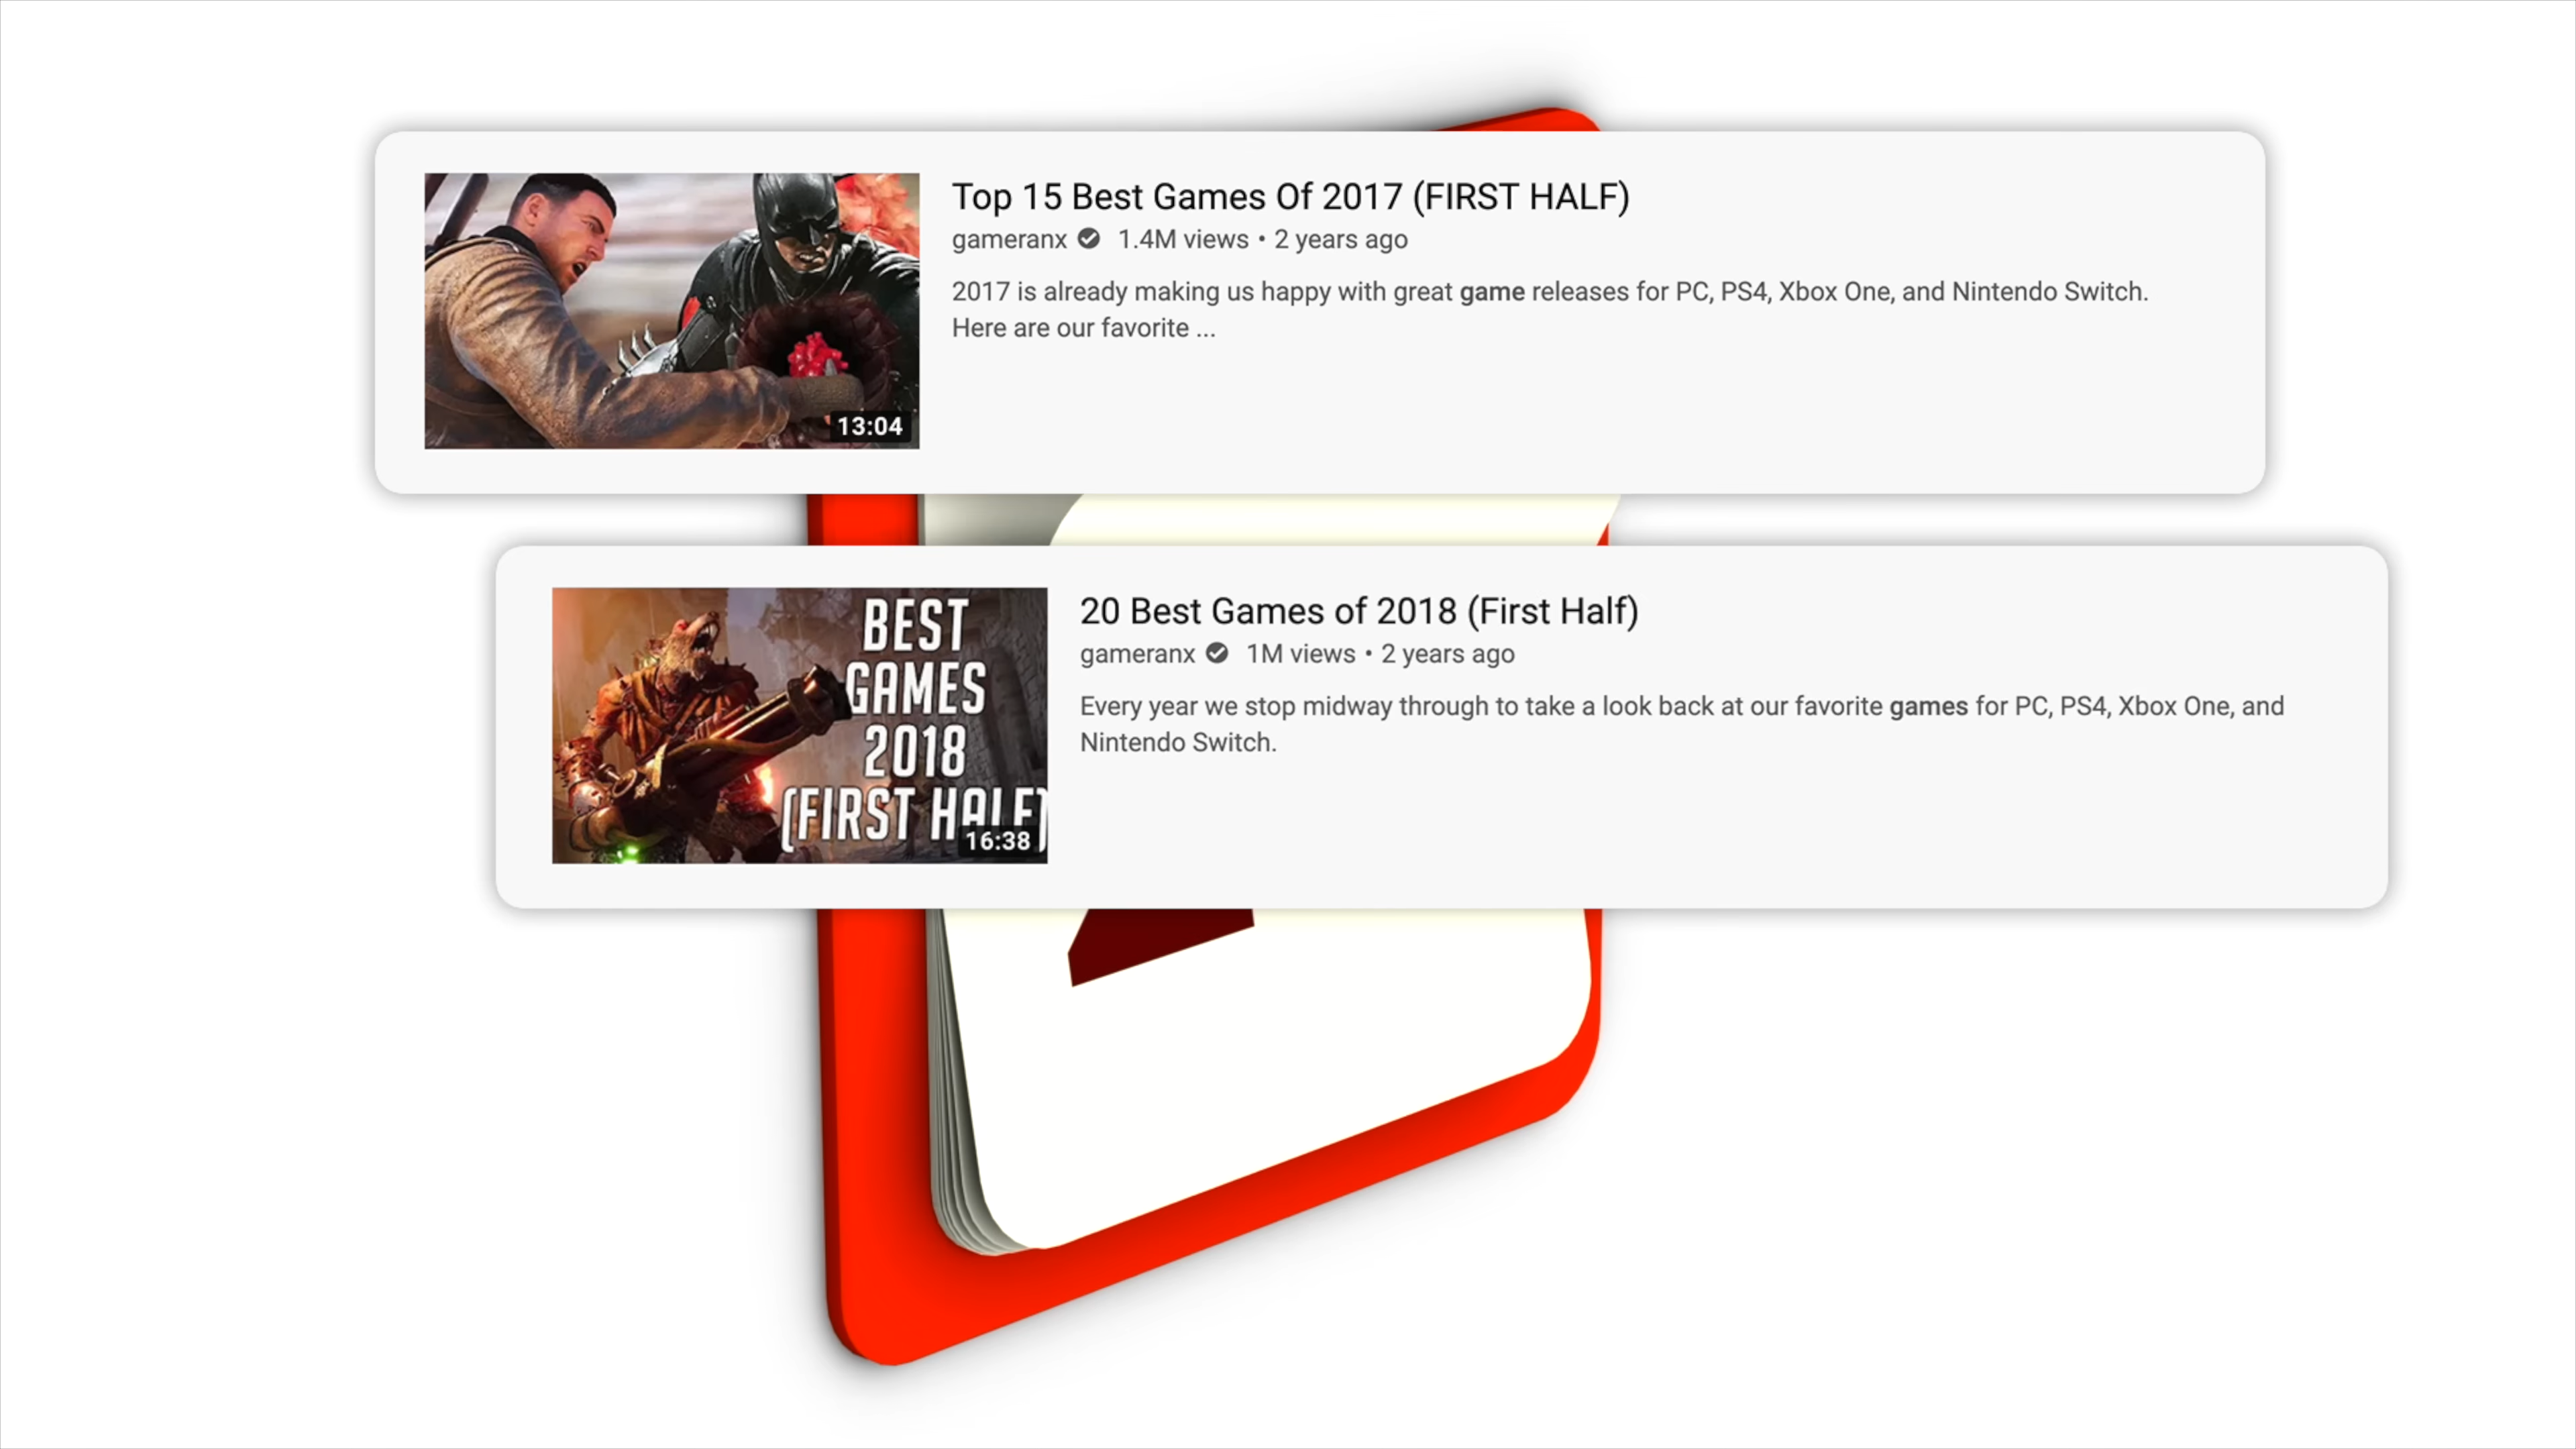 Top 15 Best Games Of 2017 (FIRST HALF)
gameranx 1.4M views • 2 years ago
2017 is already making us happy with great game releases for PC, PS4, Xbox One, and Nintendo Switch.
Here are our favorite ...
13:04
20 Best Games of 2018 (First Half)
gameranx 1M views • 2 years ago
Every year we stop midway through to take a look back at our favorite games for PC, PS4, Xbox One, and
Nintendo Switch.
BEST
GAMES
2018
(FIRST HALF)
16:38